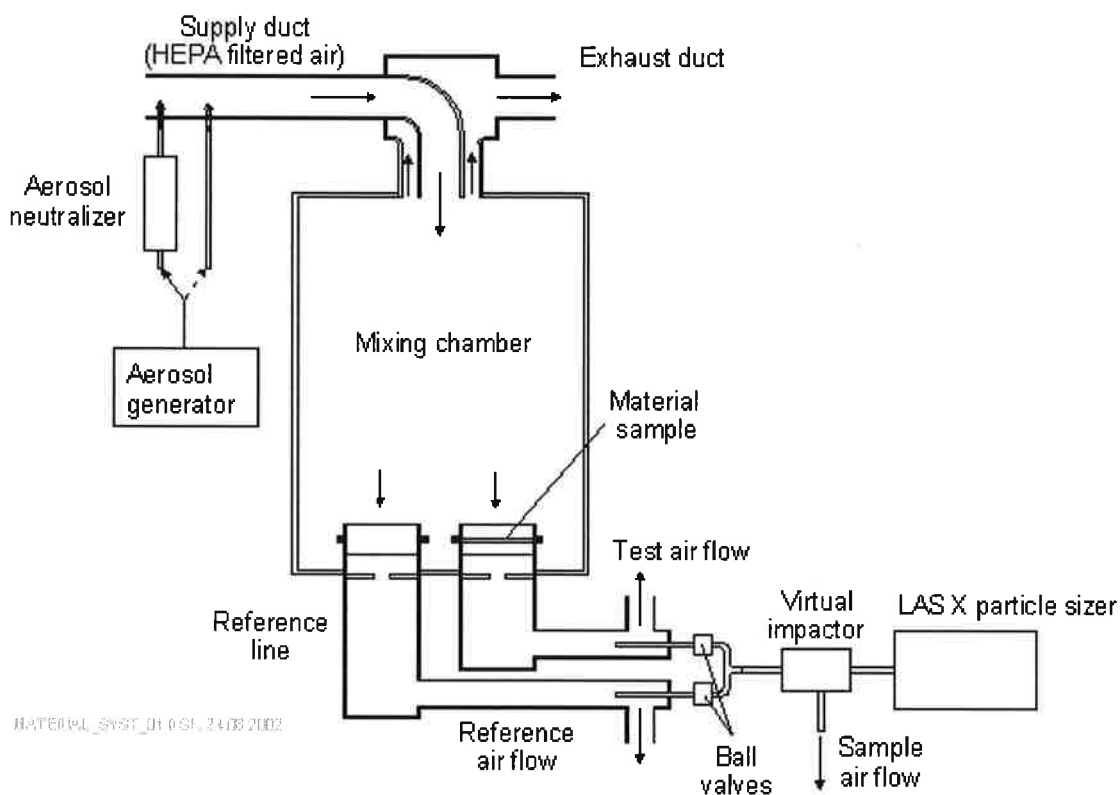 Supply duct
(HEPA filtered air)
Exhaust duct
Aerosol
neutralizer
Mixing chamber
Aerosol
generator
Material
sample
Test air flow
Virtual
impactor
LAS X particle sizer
Reference
line
Reference
air flow
Ball
valves
Sample
air flow